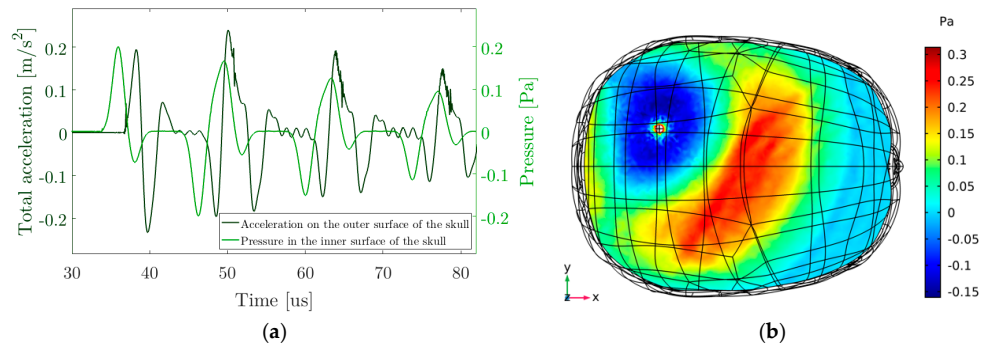 Total acceleration [m/s²]
0.2
0.1
0
-0.1
-0.2
30
40
50
60
70
80
Time [us]
0.2
0.1
0
-0.1
-0.2
Pressure [Pa]
Acceleration on the outer surface of the skull
Pressure in the inner surface of the skull
(a)
Pa
0.3
0.25
0.2
0.15
0.1
0.05
0
-0.05
-0.1
-0.15
y
z x
(b)